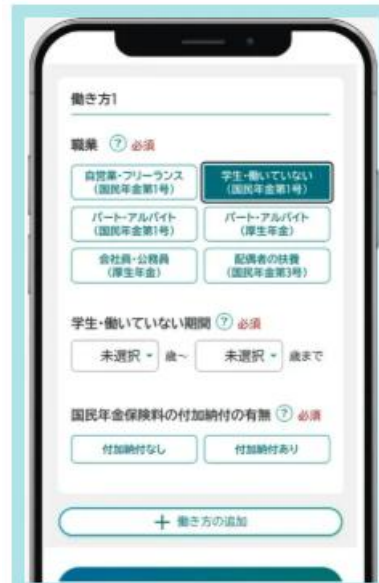 働き方1
職業 ? 必須
自営業・フリーランス
(国民年金第1号)
学生・働いていない
(国民年金第1号)
パート・アルバイト
(国民年金第1号)
パート・アルバイト
(厚生年金)
会社員・公務員
(厚生年金)
配偶者の扶養
(国民年金第3号)
学生・働いていない期間 ? 必須
未選択 歳～ 未選択 歳まで
国民年金保険料の付加納付の有無 ? 必須
付加納付なし 付加納付あり
+ 働き方の追加